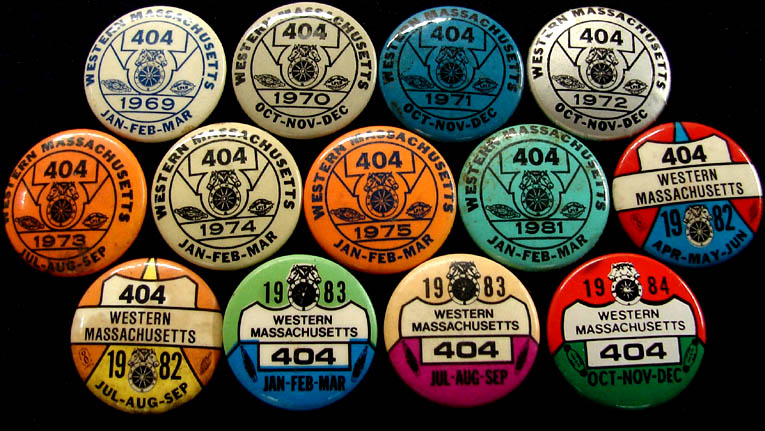 WESTERN MASSACHUSETTS
404
1969
JAN-FEB-MAR
WESTERN MASSACHUSETTS
404
1970
OCT-NOV-DEC
WESTERN MASSACHUSETTS
404
1971
OCT-NOV-DEC
WESTERN MASSACHUSETTS
404
1972
OCT-NOV-DEC
WESTERN MASSACHUSETTS
404
1973
JUL-AUG-SEP
WESTERN MASSACHUSETTS
404
1974
JAN-FEB-MAR
WESTERN MASSACHUSETTS
404
1975
JAN-FEB-MAR
WESTERN MASSACHUSETTS
404
1981
JAN-FEB-MAR
404
WESTERN
MASSACHUSETTS
1982
APR-MAY-JUN
404
WESTERN
MASSACHUSETTS
1982
JUL-AUG-SEP
1983
WESTERN
MASSACHUSETTS
404
JAN-FEB-MAR
1983
WESTERN
MASSACHUSETTS
404
JUL-AUG-SEP
1984
WESTERN
MASSACHUSETTS
404
OCT-NOV-DEC